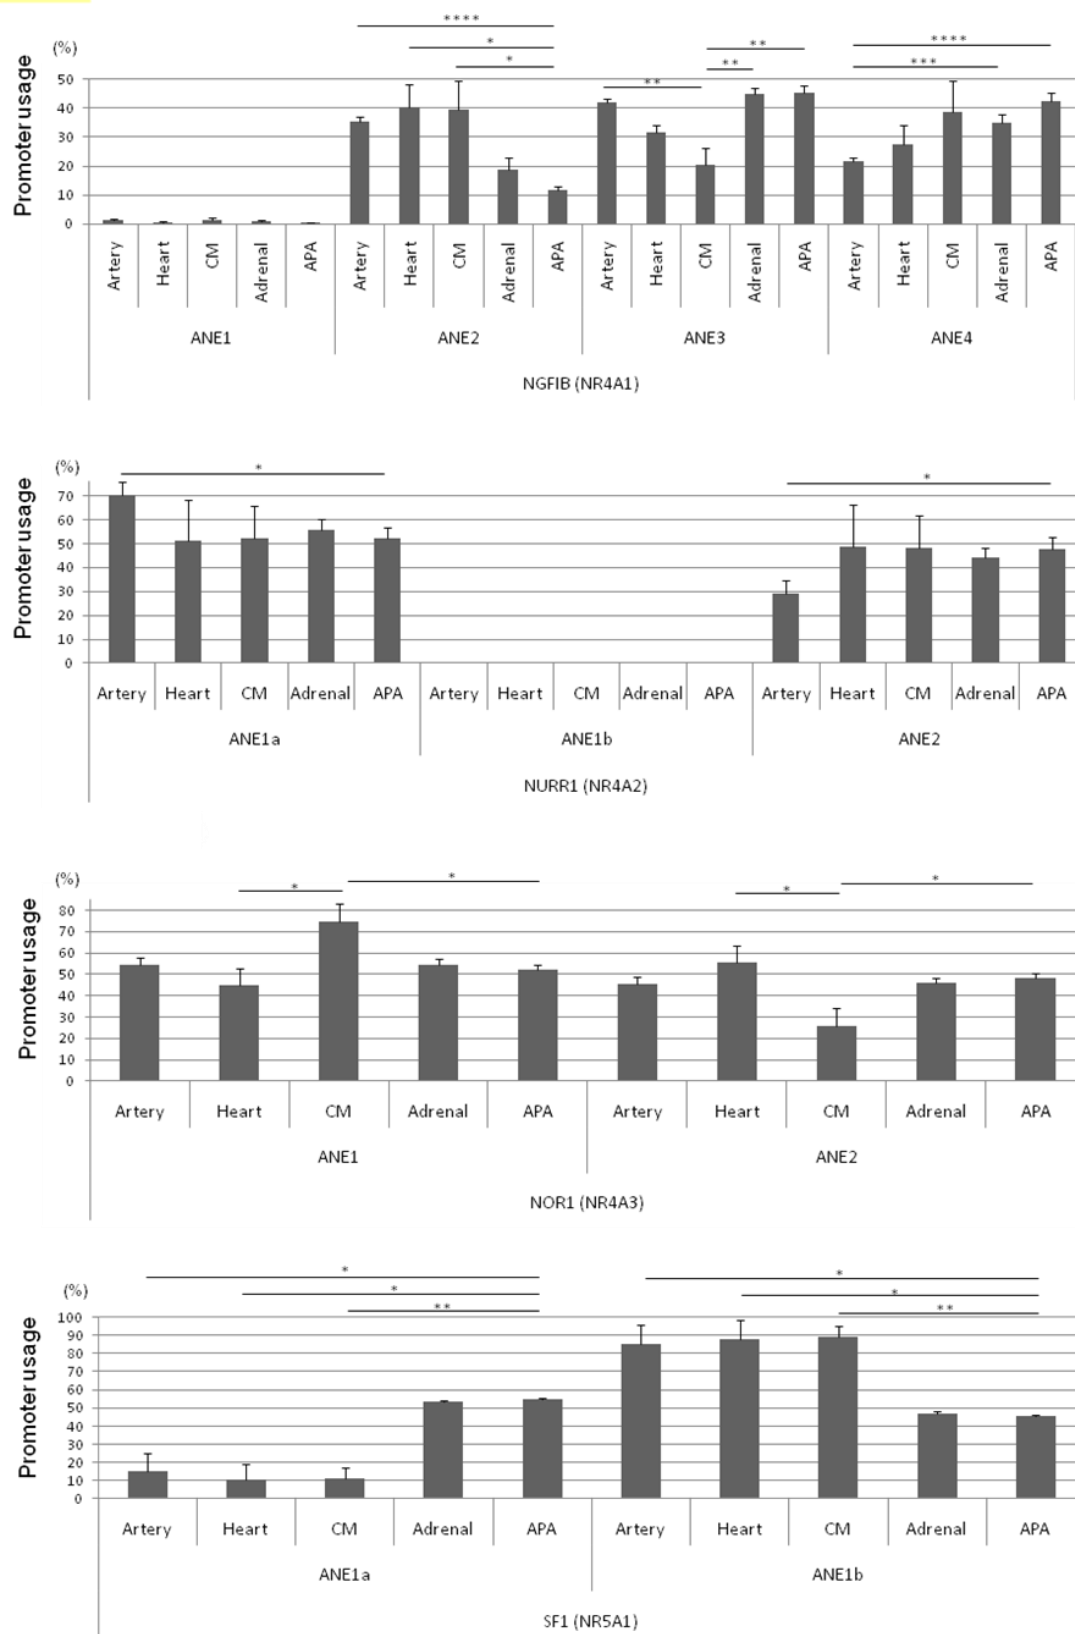 ****
*
*
**
**
**
****
***
(%)
Promoter usage
50
40
30
20
10
0
Artery Heart CM Adrenal APA Artery Heart CM Adrenal APA Artery Heart CM Adrenal APA Artery Heart CM Adrenal APA
ANE1 ANE2 ANE3 ANE4
NGFIB (NR4A1)
(%)
* *
Promoter usage
70
60
50
40
30
20
10
0
Artery Heart CM Adrenal APA Artery Heart CM Adrenal APA Artery Heart CM Adrenal APA
ANE1a ANE1b ANE2
NURR1 (NR4A2)
(%)
* * * *
Promoter usage
80
70
60
50
40
30
20
10
0
Artery Heart CM Adrenal APA Artery Heart CM Adrenal APA
ANE1 ANE2
NOR1 (NR4A3)
* *
* *
** **
(%)
Promoter usage
100
90
80
70
60
50
40
30
20
10
0
Artery Heart CM Adrenal APA Artery Heart CM Adrenal APA
ANE1a ANE1b
SF1 (NR5A1)